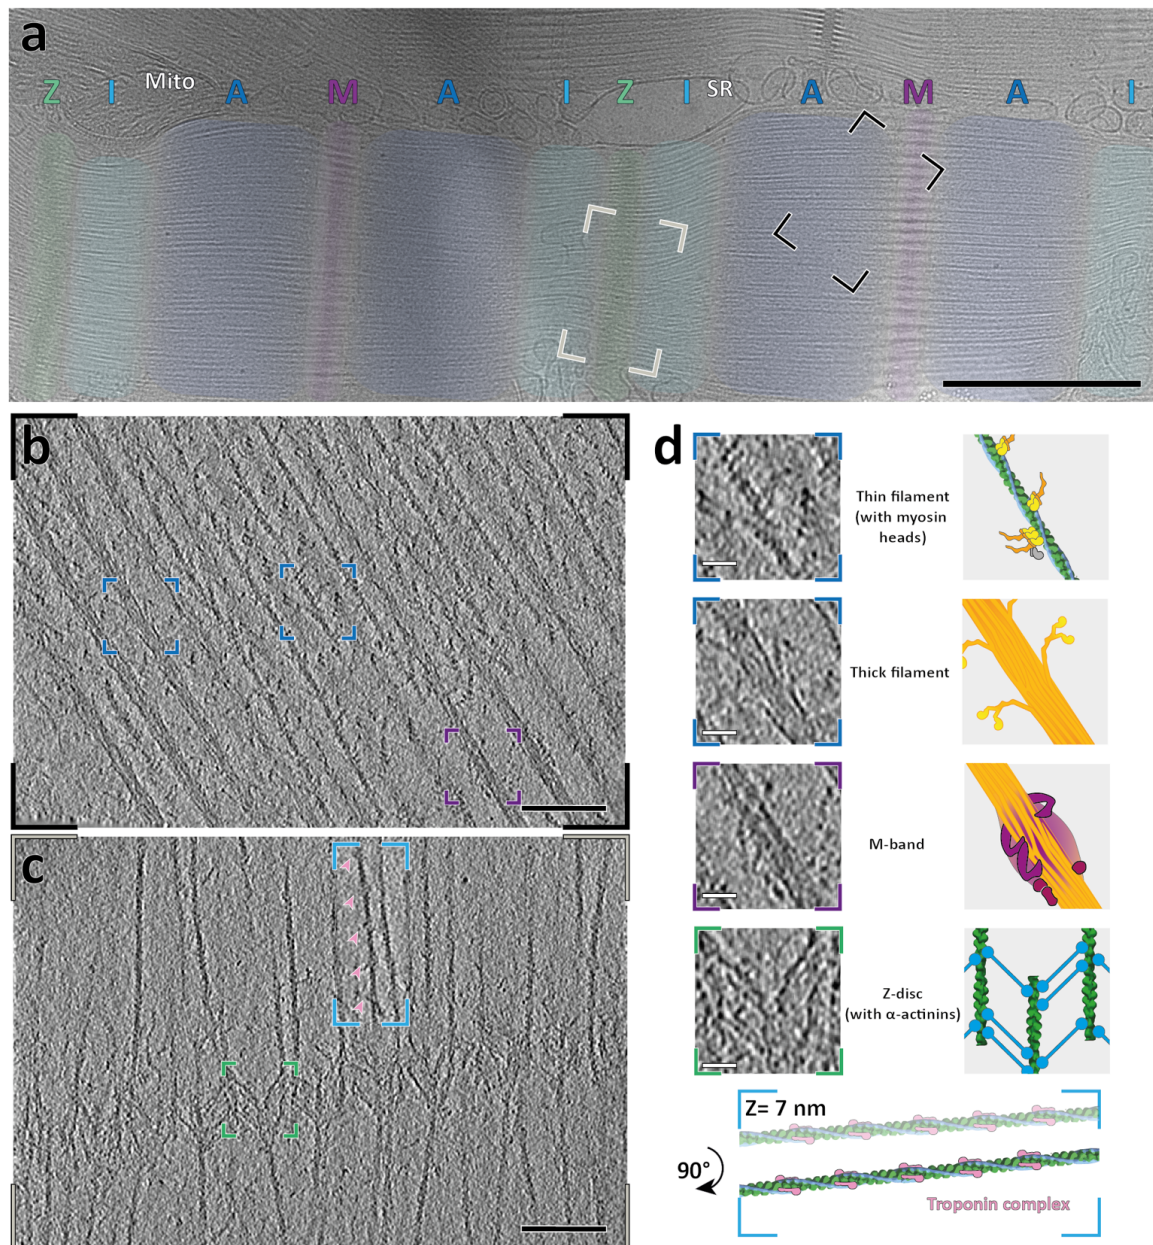 a
Z I Mito A M A I Z I SR A M A I
b
c
d
Thin filament
(with myosin
heads)
Thick filament
M-band
Z-disc
(with α-actinins)
Z= 7 nm
90°
Troponin complex